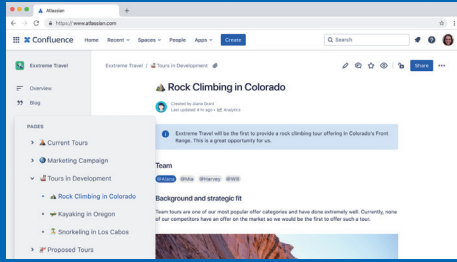 Atlassian
https://www.atlassian.com
Confluence Home Recent Spaces People Apps Create Search
Exxtreme Travel
Exxtreme Travel / Tours in Development
Share
Overview
Blog
Rock Climbing in Colorado
Created by Alana Grant
Last updated 4 hr ago • Analytics
Exxtreme Travel will be the first to provide a rock climbing tour offering in Colorado's Front
Range. This is a great opportunity for us.
PAGES
Current Tours
Marketing Campaign
Tours in Development
Rock Climbing in Colorado
Kayaking in Oregon
Snorkeling in Los Cabos
Proposed Tours
Team
@Alana @Mia @Harvey @Will
Background and strategic fit
Team tours are one of our most popular offer categories and have done extremely well. Currently, none
of our competitors have an offer on the market so we would be the first to offer such a tour.